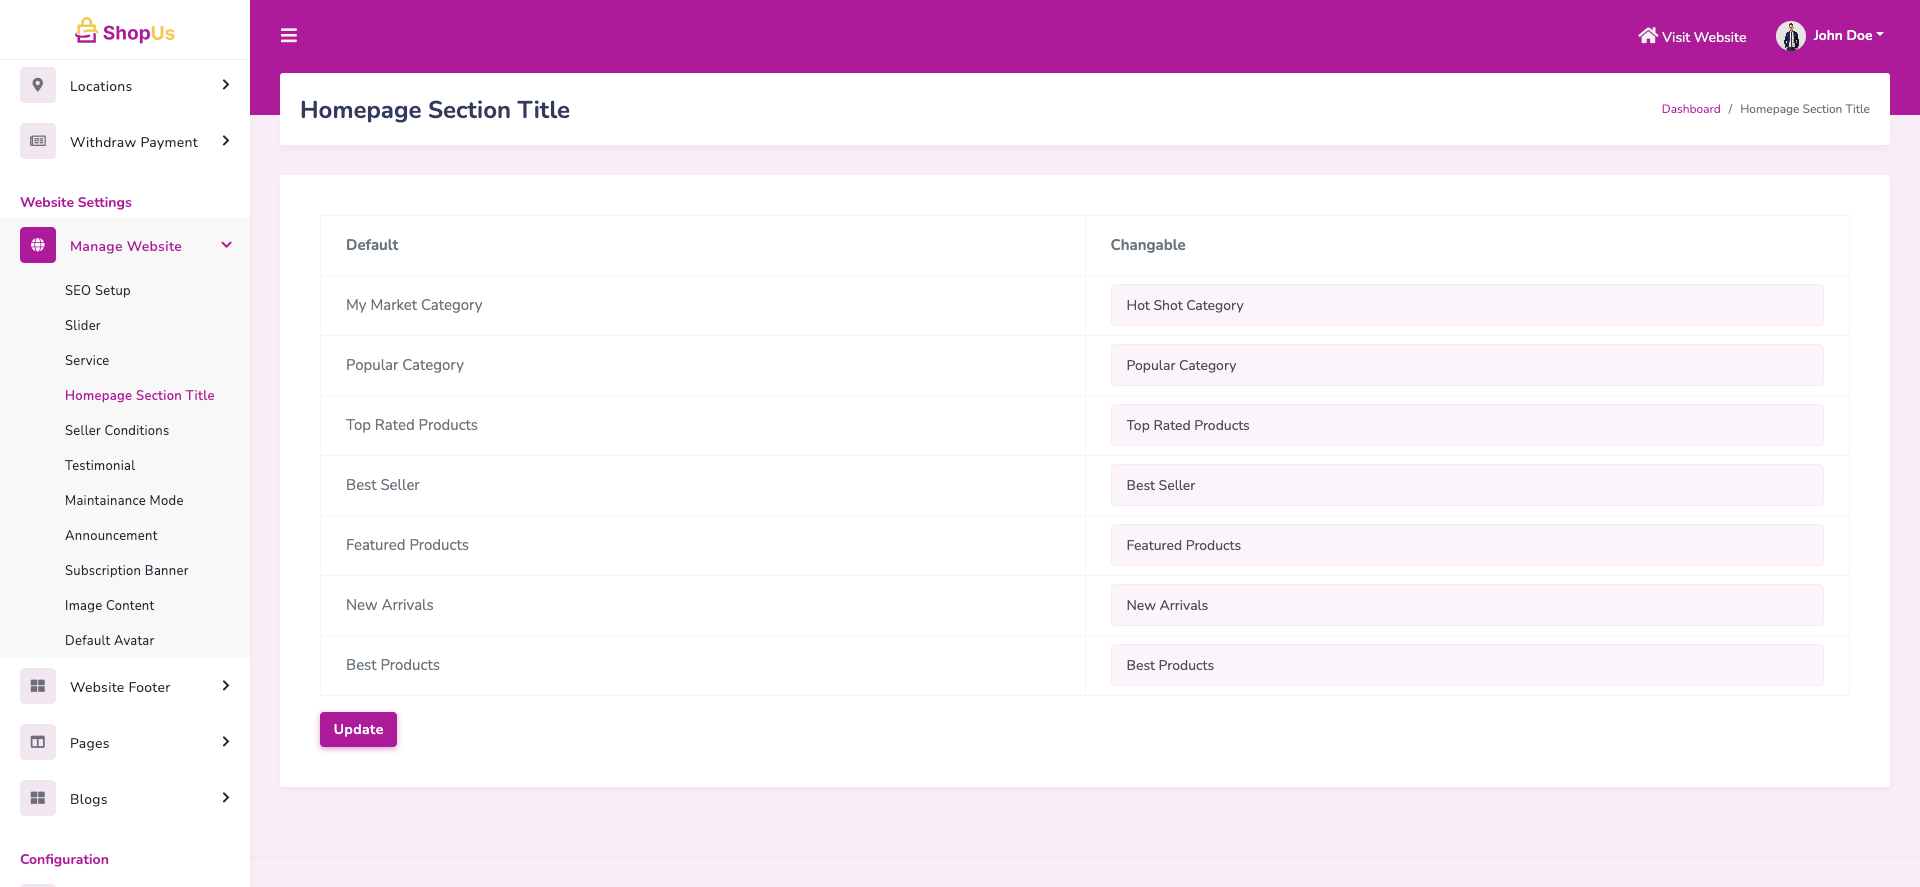 ShopUs
Visit Website
John Doe
Locations
Withdraw Payment
Website Settings
Manage Website
SEO Setup
Slider
Service
Homepage Section Title
Seller Conditions
Testimonial
Maintainance Mode
Announcement
Subscription Banner
Image Content
Default Avatar
Website Footer
Pages
Blogs
Configuration
Homepage Section Title
Dashboard / Homepage Section Title
Default Changable
My Market Category Hot Shot Category
Popular Category Popular Category
Top Rated Products Top Rated Products
Best Seller Best Seller
Featured Products Featured Products
New Arrivals New Arrivals
Best Products Best Products
Update